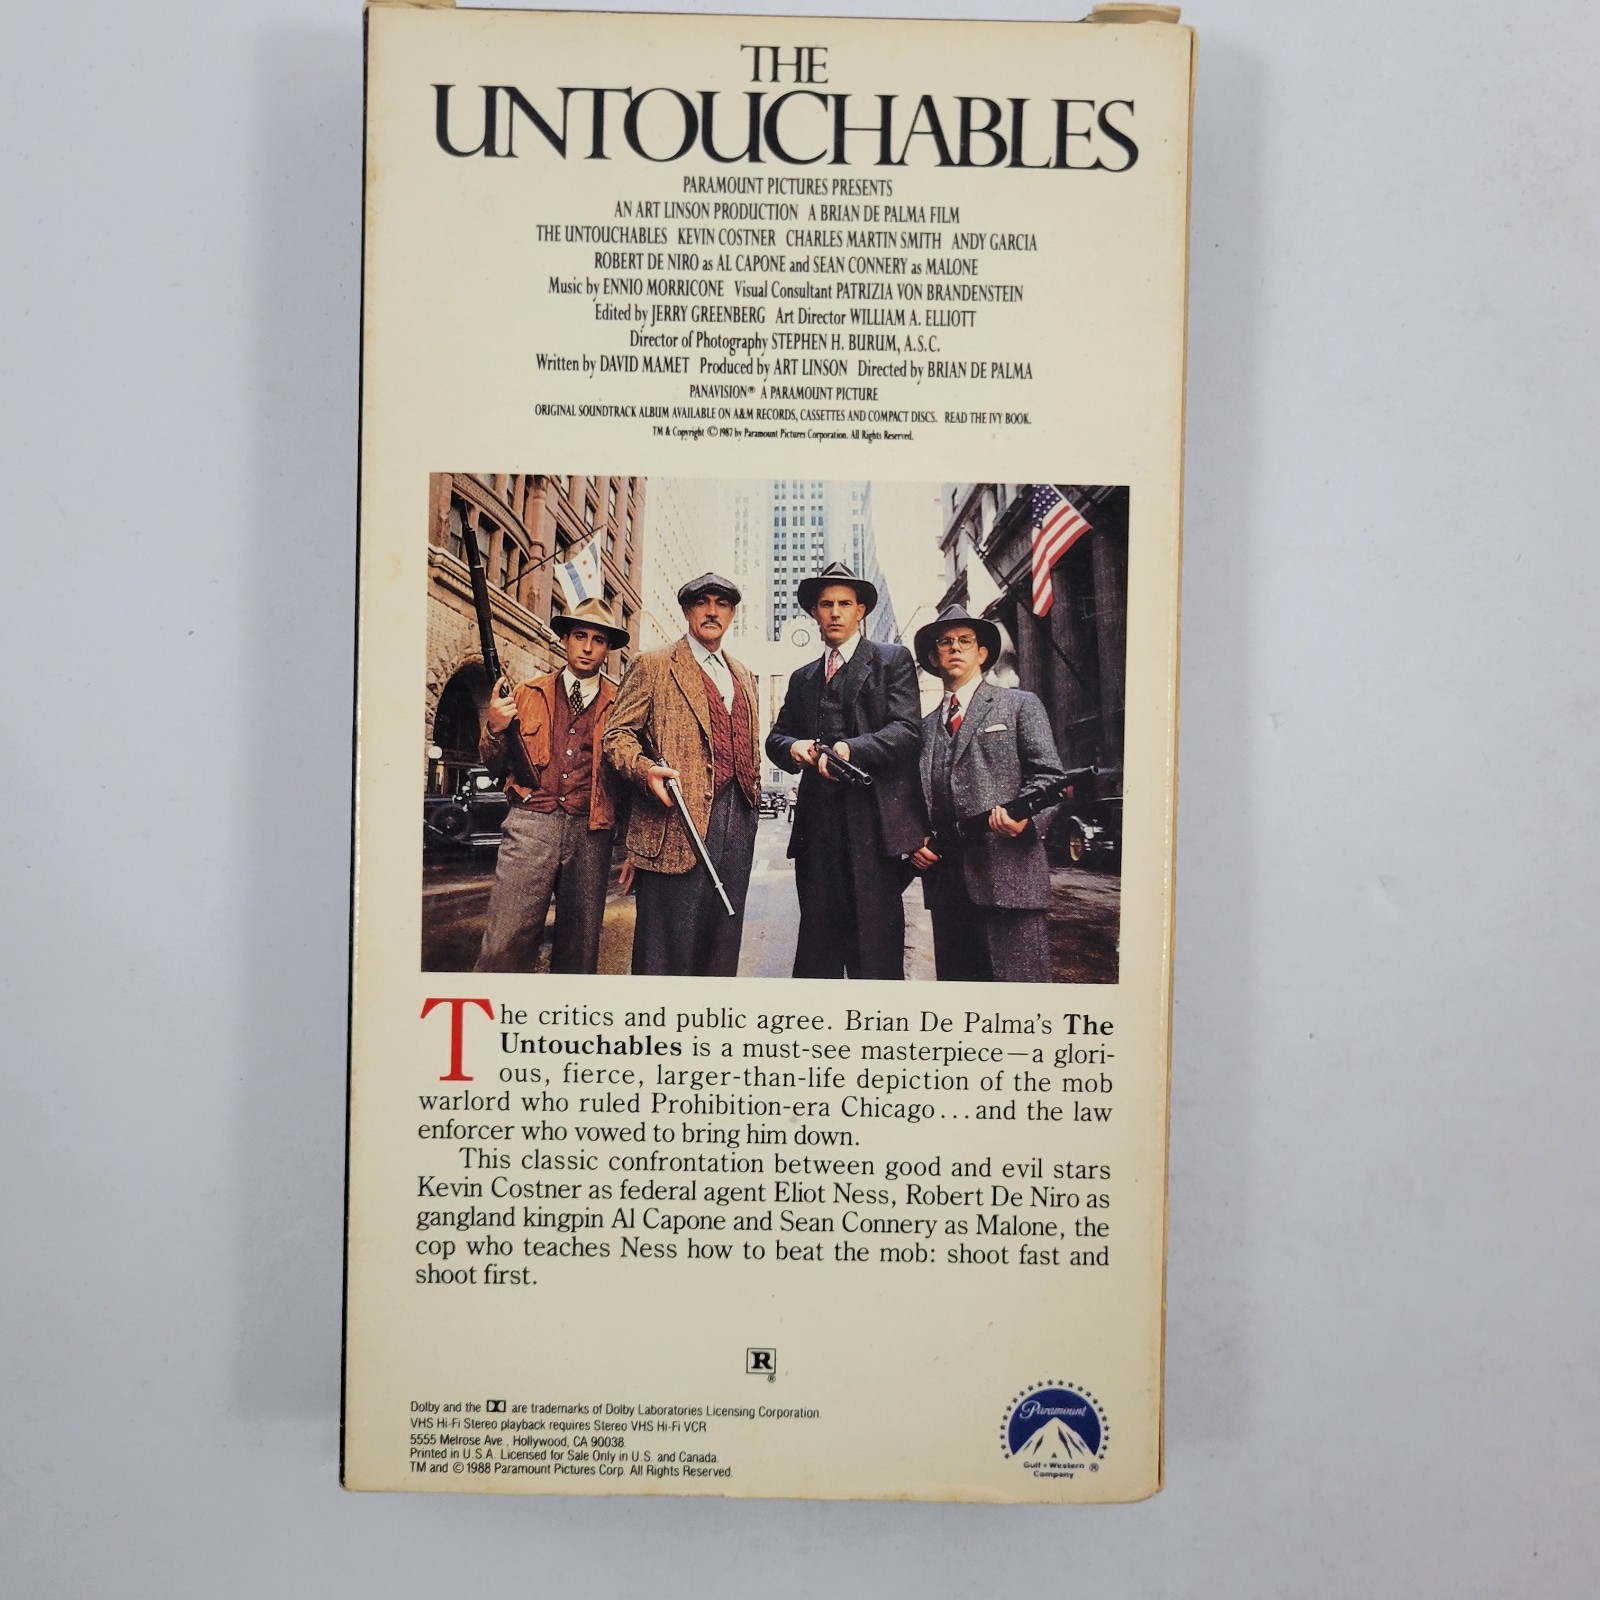 THE
UNTOUCHABLES
PARAMOUNT PICTURES PRESENTS
AN ART LINSON PRODUCTION A BRIAN DE PALMA FILM
THE UNTOUCHABLES KEVIN COSTNER CHARLES MARTIN SMITH ANDY GARCIA
ROBERT DE NIRO as AL CAPONE and SEAN CONNERY as MALONE
Music by ENNIO MORRICONE Visual Consultant PATRIZIA VON BRANDENSTEIN
Edited by JERRY GREENBERG Art Director WILLIAM A. ELLIOTT
Director of Photography STEPHEN H. BURUM, A.S.C.
Written by DAVID MAMET Produced by ART LINSON Directed by BRIAN DE PALMA
PANAVISION® A PARAMOUNT PICTURE
ORIGINAL SOUNDTRACK ALBUM AVAILABLE ON A&M RECORDS, CASSETTES AND COMPACT DISCS. READ THE IVY BOOK.
TM & Copyright © 1987 by Paramount Pictures Corporation. All Rights Reserved.
The critics and public agree. Brian De Palma's The
Untouchables is a must-see masterpiece—a glori-
ous, fierce, larger-than-life depiction of the mob
warlord who ruled Prohibition-era Chicago...and the law
enforcer who vowed to bring him down.
This classic confrontation between good and evil stars
Kevin Costner as federal agent Eliot Ness, Robert De Niro as
gangland kingpin Al Capone and Sean Connery as Malone, the
cop who teaches Ness how to beat the mob: shoot fast and
shoot first.
R
®
Dolby and the DD are trademarks of Dolby Laboratories Licensing Corporation.
VHS Hi-Fi Stereo playback requires Stereo VHS Hi-Fi VCR
5555 Melrose Ave., Hollywood, CA 90038.
Printed in U.S.A. Licensed for Sale Only in U.S. and Canada.
TM and © 1988 Paramount Pictures Corp. All Rights Reserved.
Paramount
A
Gulf+Western ®
Company